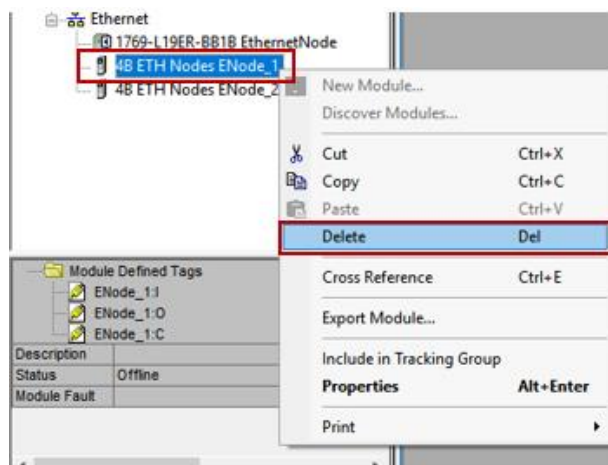 Ethernet
1769-L19ER-BB1B EthernetNode
4B ETH Nodes ENode_1
4B ETH Nodes ENode_2
New Module...
Discover Modules...
Cut Ctrl+X
Copy Ctrl+C
Paste Ctrl+V
Delete Del
Cross Reference Ctrl+E
Export Module...
Include in Tracking Group
Properties Alt+Enter
Print
Module Defined Tags
ENode_1:I
ENode_1:O
ENode_1:C
Description
Status Offline
Module Fault